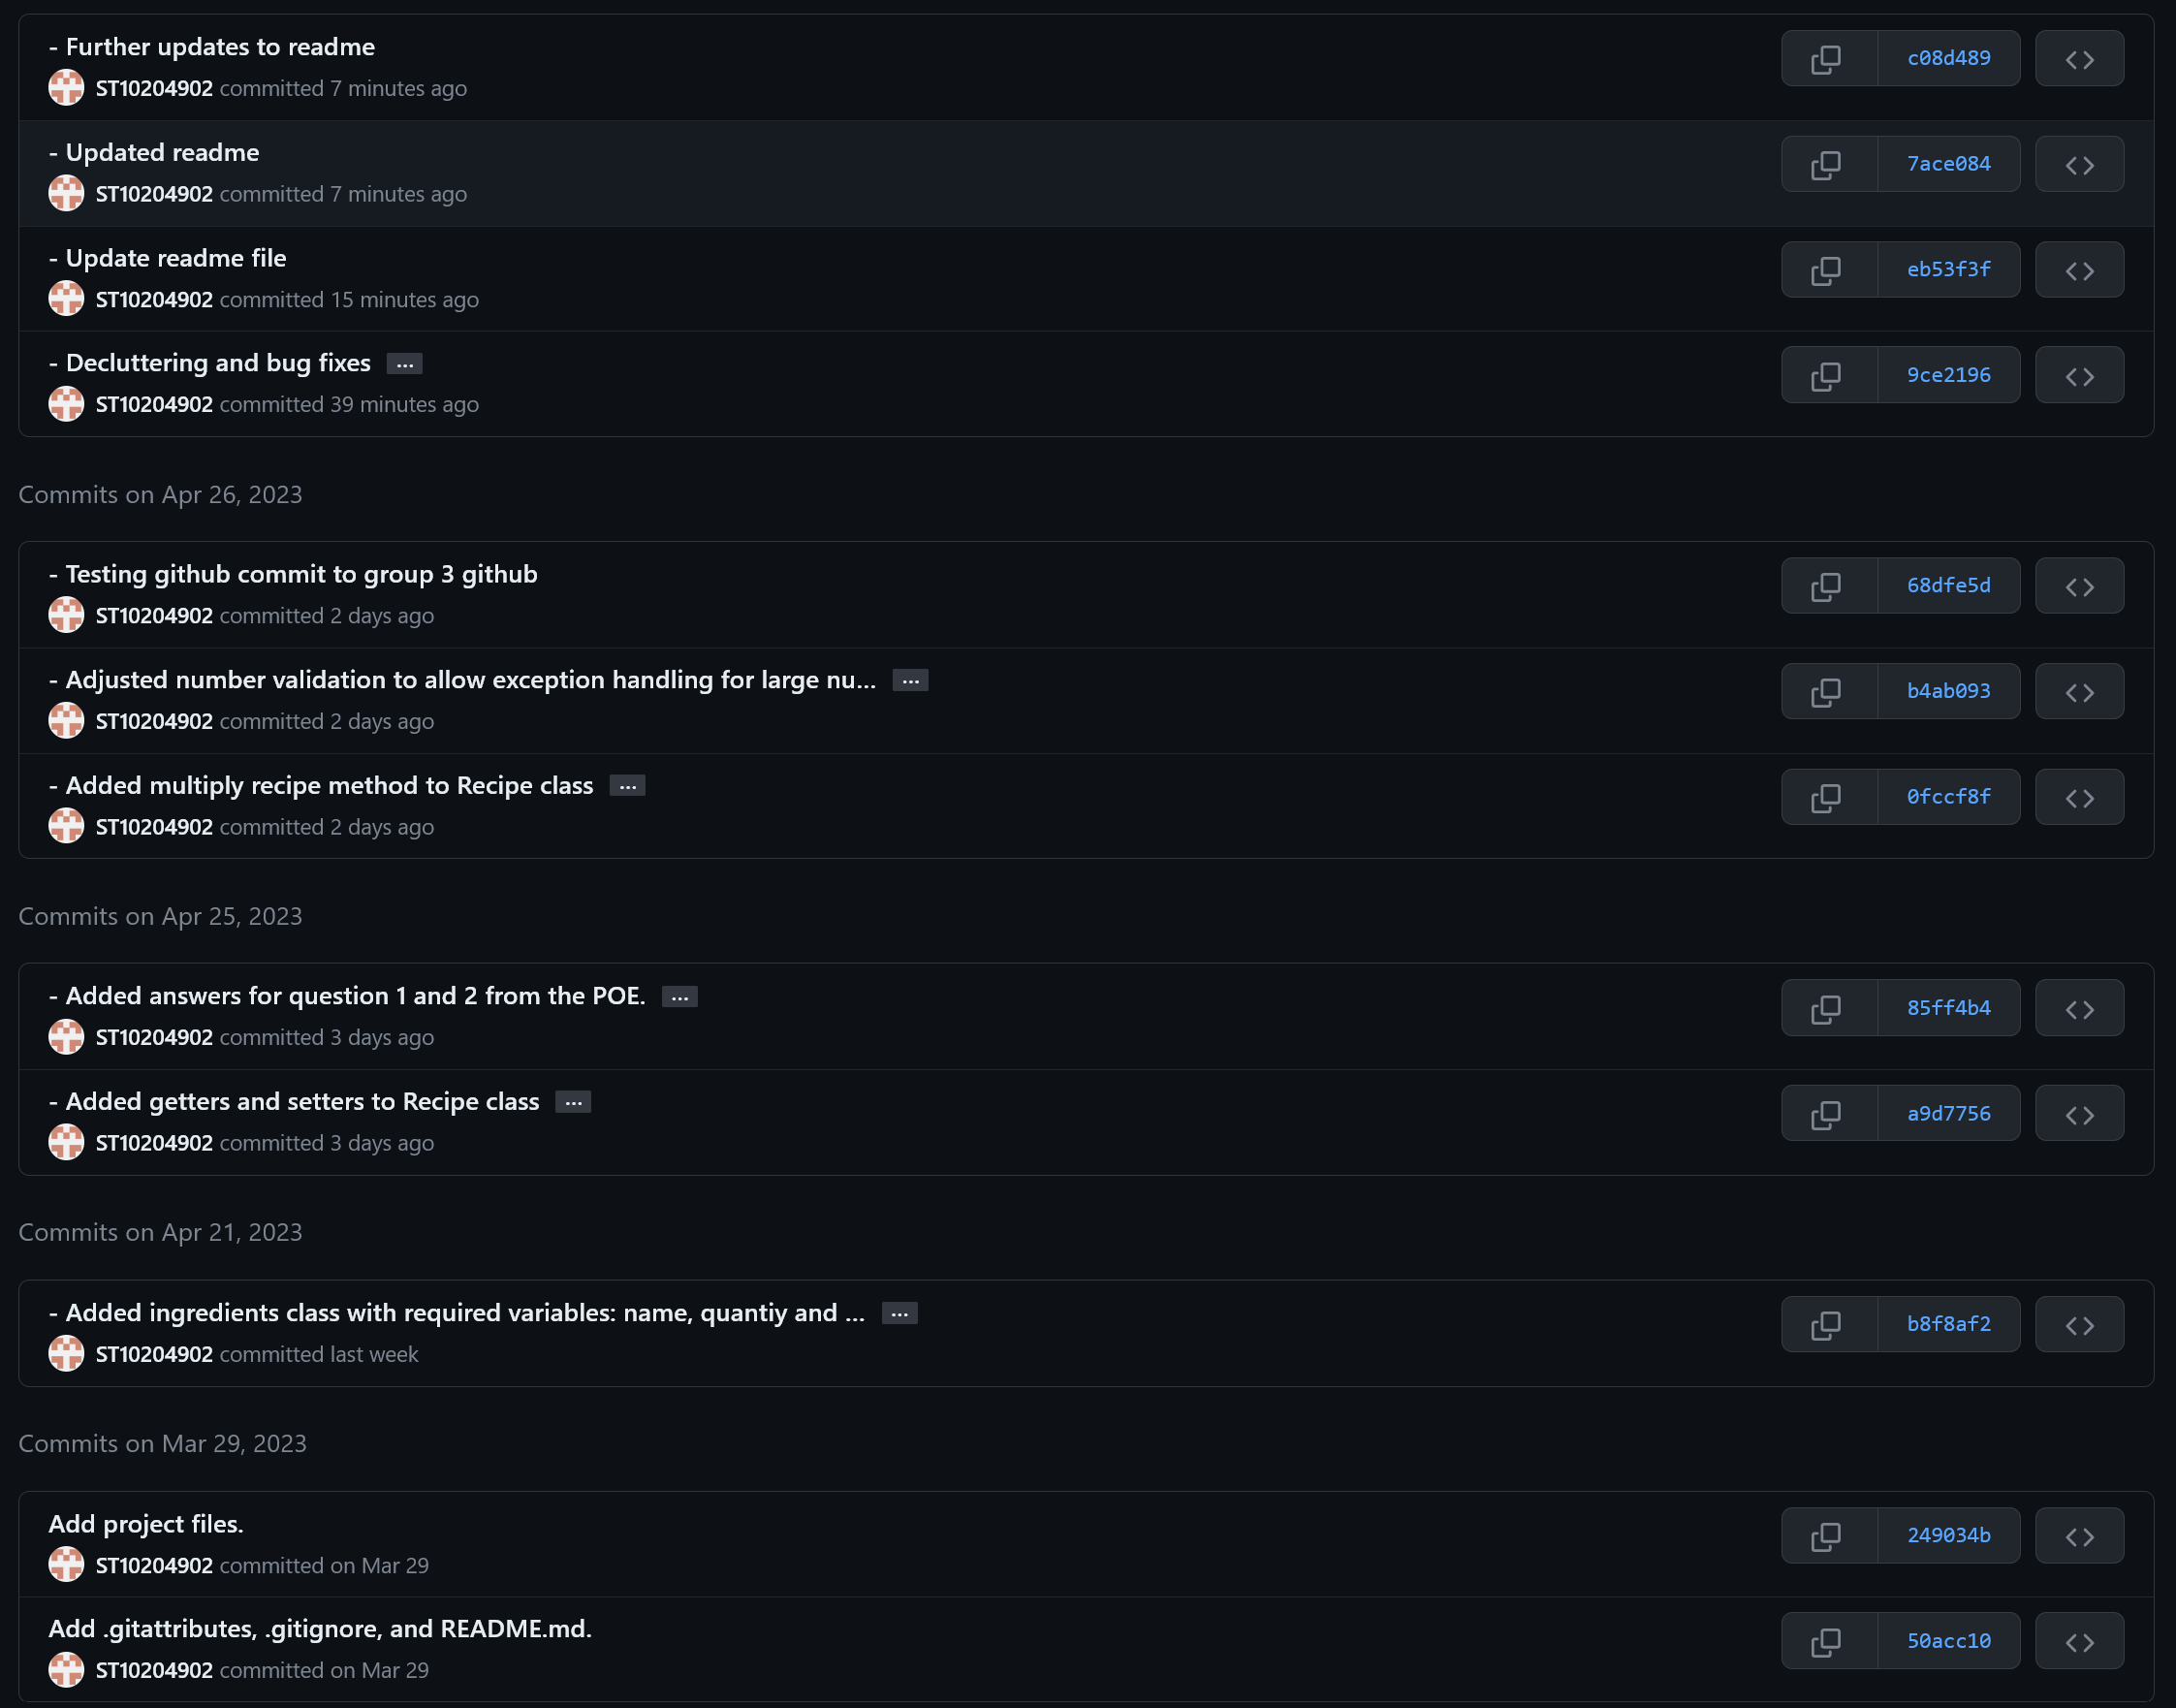 - Further updates to readme
c08d489
ST10204902 committed 7 minutes ago
- Updated readme
7ace084
ST10204902 committed 7 minutes ago
- Update readme file
eb53f3f
ST10204902 committed 15 minutes ago
- Decluttering and bug fixes ...
9ce2196
ST10204902 committed 39 minutes ago
Commits on Apr 26, 2023
- Testing github commit to group 3 github
68dfe5d
ST10204902 committed 2 days ago
- Adjusted number validation to allow exception handling for large nu... ...
b4ab093
ST10204902 committed 2 days ago
- Added multiply recipe method to Recipe class ...
0fccf8f
ST10204902 committed 2 days ago
Commits on Apr 25, 2023
- Added answers for question 1 and 2 from the POE. ...
85ff4b4
ST10204902 committed 3 days ago
- Added getters and setters to Recipe class ...
a9d7756
ST10204902 committed 3 days ago
Commits on Apr 21, 2023
- Added ingredients class with required variables: name, quantiy and ... ...
b8f8af2
ST10204902 committed last week
Commits on Mar 29, 2023
Add project files.
249034b
ST10204902 committed on Mar 29
Add .gitattributes, .gitignore, and README.md.
50acc10
ST10204902 committed on Mar 29